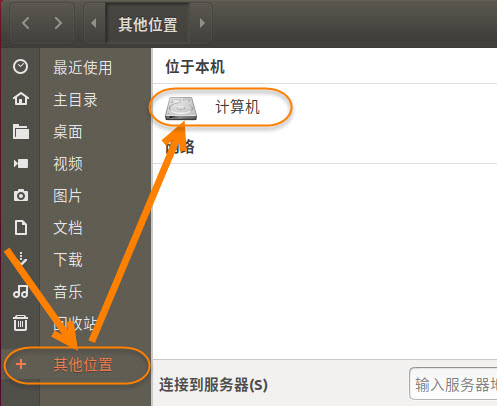 其他位置
最近使用
主目录
桌面
视频
图片
文档
下载
音乐
回收站
其他位置
位于本机
计算机
网络
连接到服务器(S)
输入服务器地